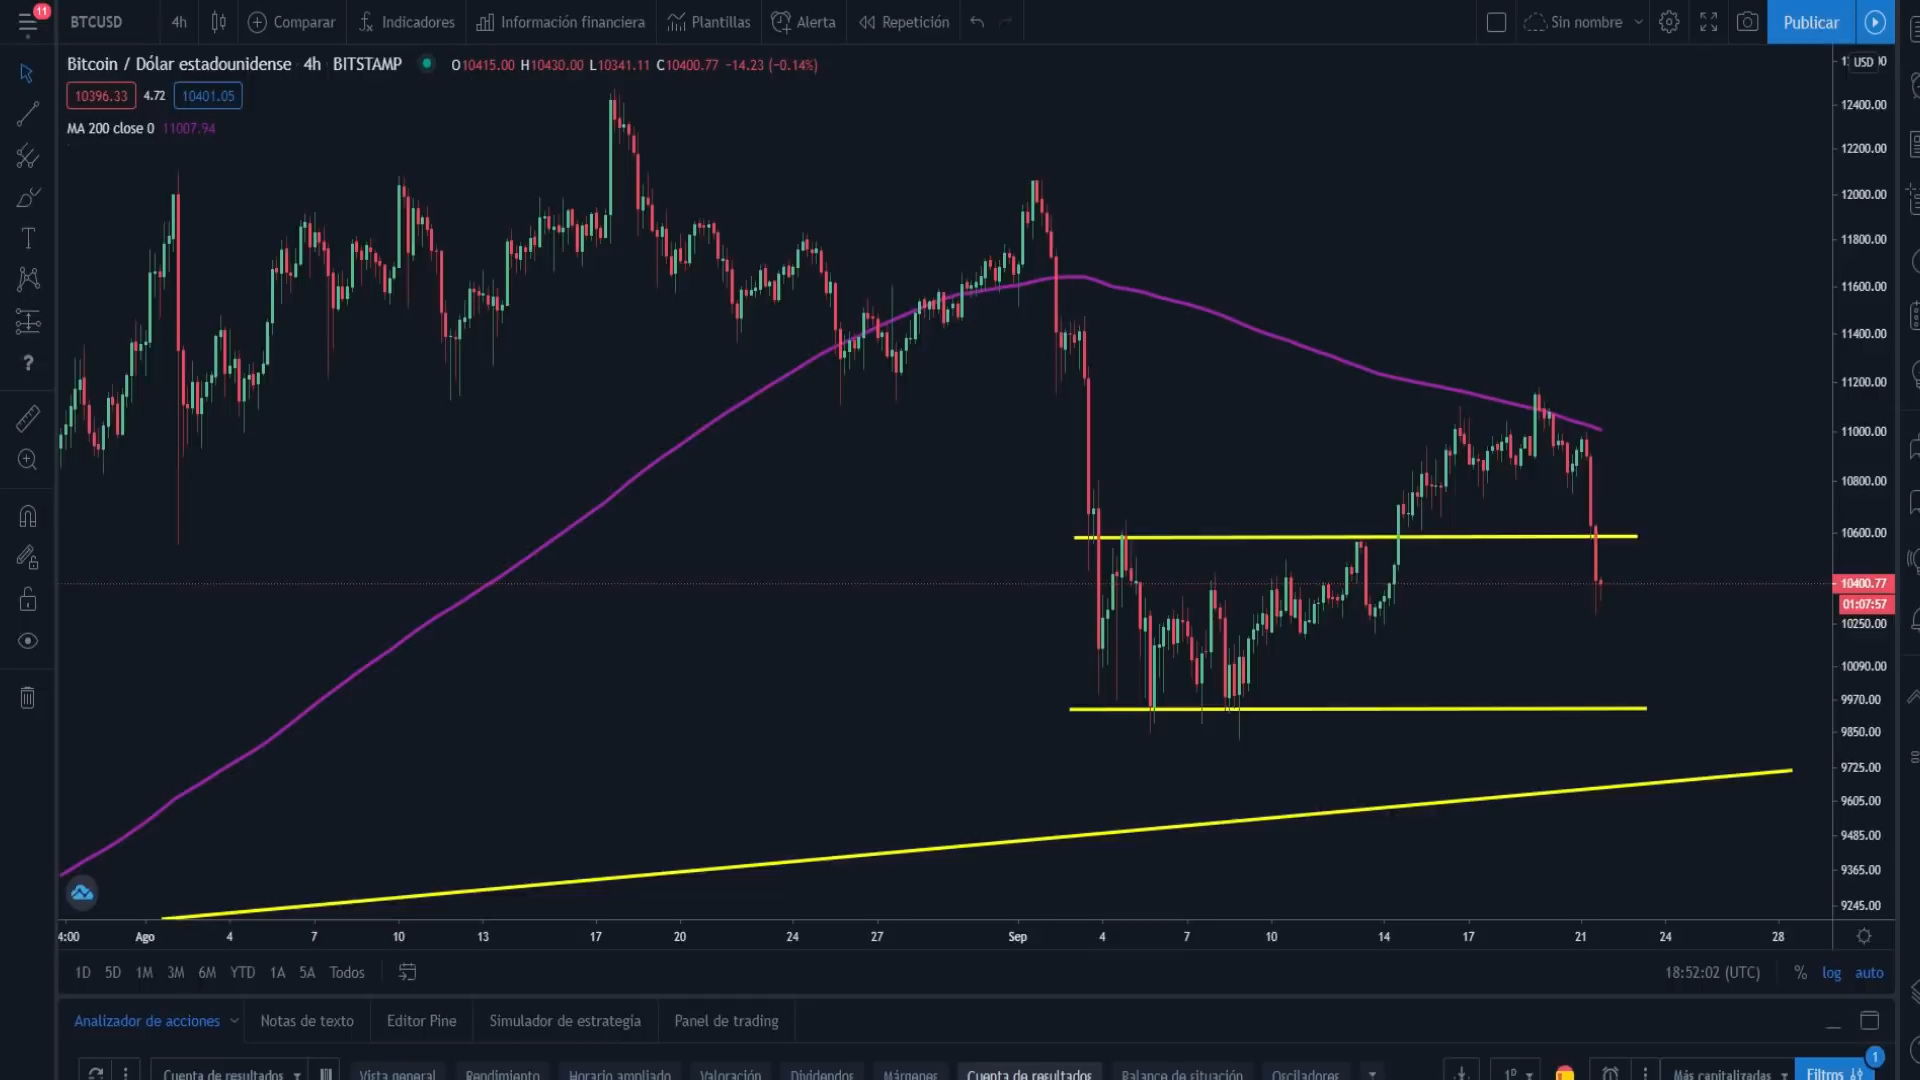 11
BTCUSD 4h Comparar Indicadores Información financiera Plantillas Alerta Repetición Sin nombre Publicar
Bitcoin / Dólar estadounidense 4h BITSTAMP O10415.00 H10430.00 L10341.11 C10400.77 −14.23 (−0.14%)
USD
10396.33 4.72 10401.05
MA 200 close 0 11007.94
12400.00
12200.00
12000.00
11800.00
11600.00
11400.00
11200.00
11000.00
10800.00
10600.00
10400.77
01:07:57
10250.00
10090.00
9970.00
9850.00
9725.00
9605.00
9485.00
9365.00
9245.00
4:00 Ago 4 7 10 13 17 20 24 27 Sep 4 7 10 14 17 21 24 28
1D 5D 1M 3M 6M YTD 1A 5A Todos 18:52:02 (UTC) % log auto
Analizador de acciones Notas de texto Editor Pine Simulador de estrategia Panel de trading
1
Cuenta de resultados Vista general Rendimiento Horario ampliado Valoración Dividendos Márgenes Cuenta de resultados Balance de situación Osciladores 1D Más capitalizadas Filtros